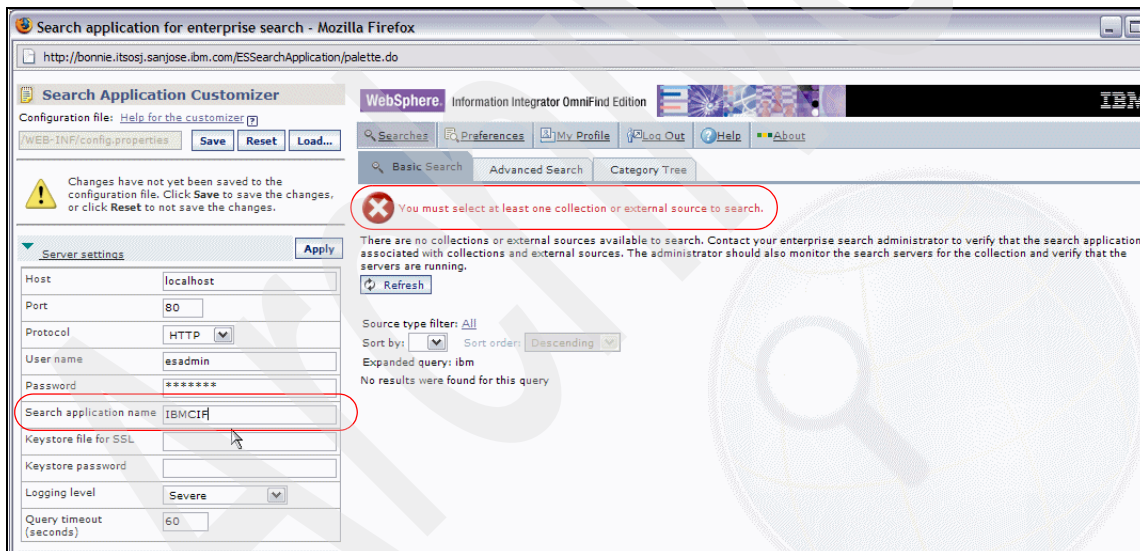 Search application for enterprise search - Mozilla Firefox
http://bonnie.itsosj.sanjose.ibm.com/ESSearchApplication/palette.do
Search Application Customizer
Configuration file: Help for the customizer ?
/WEB-INF/config.properties Save Reset Load...
Changes have not yet been saved to the
configuration file. Click Save to save the changes,
or click Reset to not save the changes.
Server settings Apply
Host localhost
Port 80
Protocol HTTP
User name esadmin
Password *******
Search application name IBMCIF
Keystore file for SSL
Keystore password
Logging level Severe
Query timeout
(seconds) 60
WebSphere. Information Integrator OmniFind Edition IBM
Searches Preferences My Profile Log Out Help About
Basic Search Advanced Search Category Tree
You must select at least one collection or external source to search.
There are no collections or external sources available to search. Contact your enterprise search administrator to verify that the search application
associated with collections and external sources. The administrator should also monitor the search servers for the collection and verify that the
servers are running.
Refresh
Source type filter: All
Sort by: Sort order: Descending
Expanded query: ibm
No results were found for this query